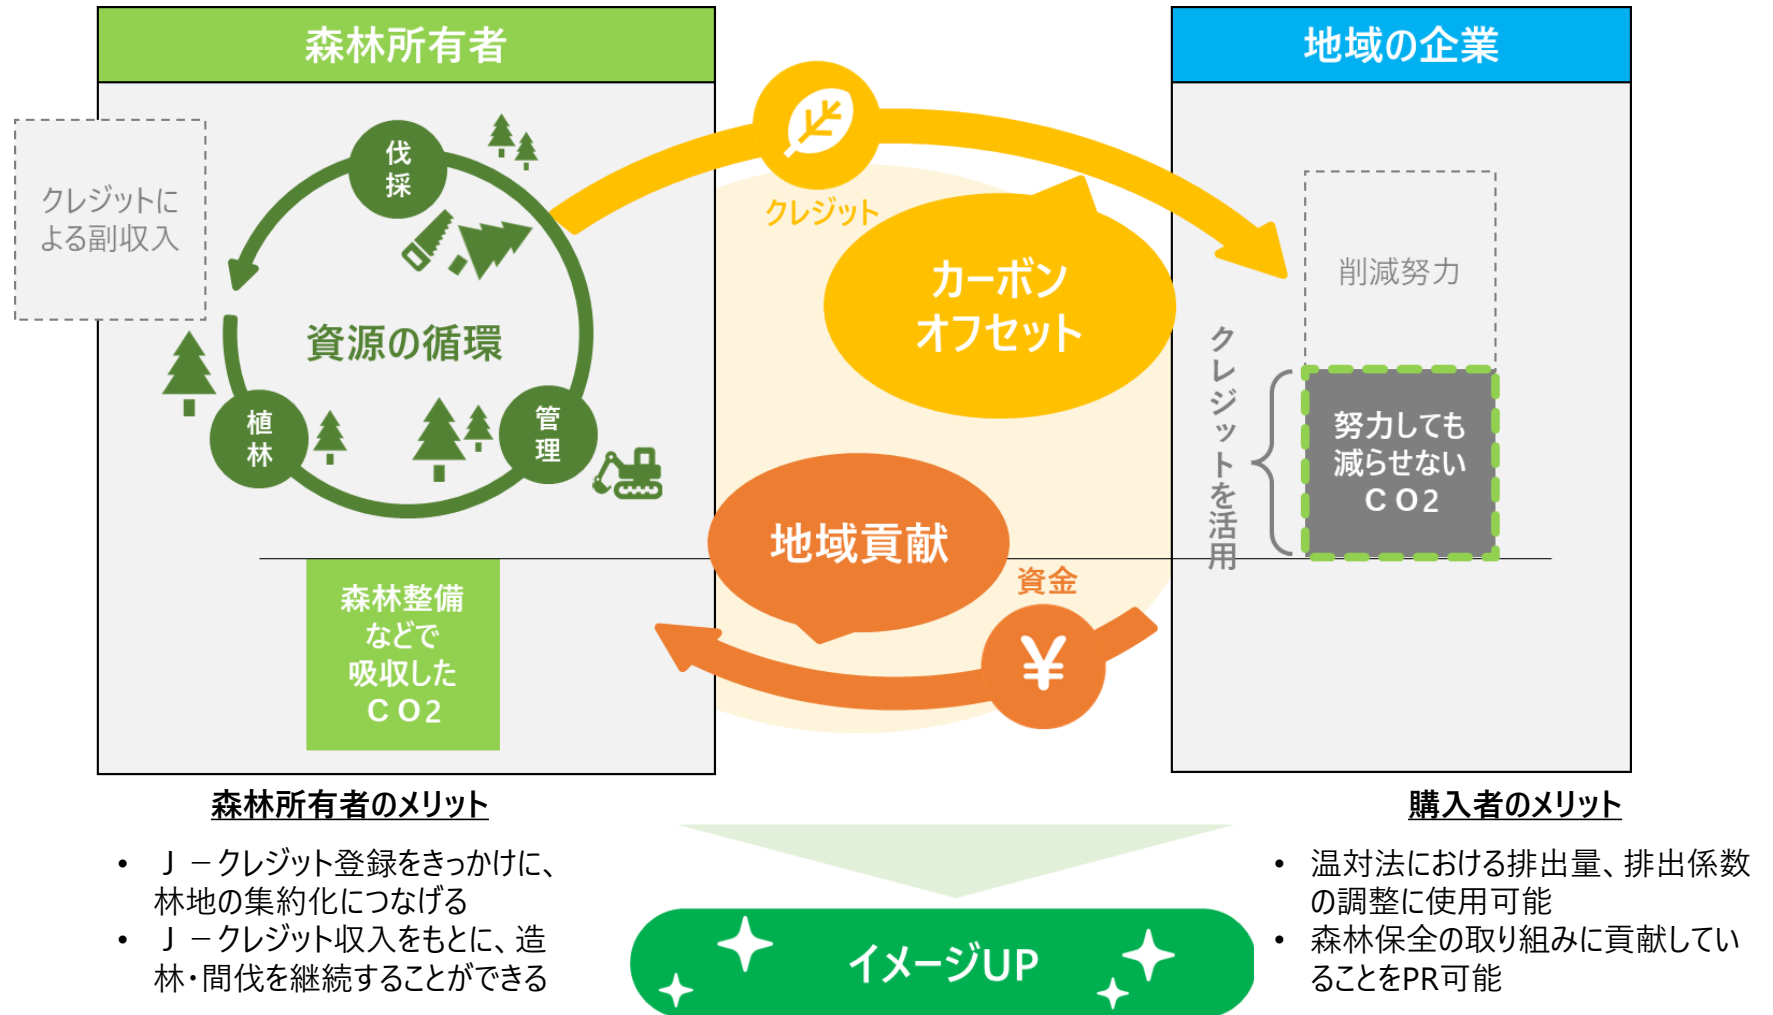 森林所有者
地域の企業
クレジットに
よる副収入
伐
採
資源の循環
植
林
管
理
クレジット
カーボン
オフセット
削減努力
クレジットを活用
努力しても
減らせない
ＣＯ2
地域貢献
資金
¥
森林整備
などで
吸収した
ＣＯ2
森林所有者のメリット
• Ｊ－クレジット登録をきっかけに、
林地の集約化につなげる
• Ｊ－クレジット収入をもとに、造
林・間伐を継続することができる
購入者のメリット
• 温対法における排出量、排出係数
の調整に使用可能
• 森林保全の取り組みに貢献してい
ることをPR可能
イメージUP